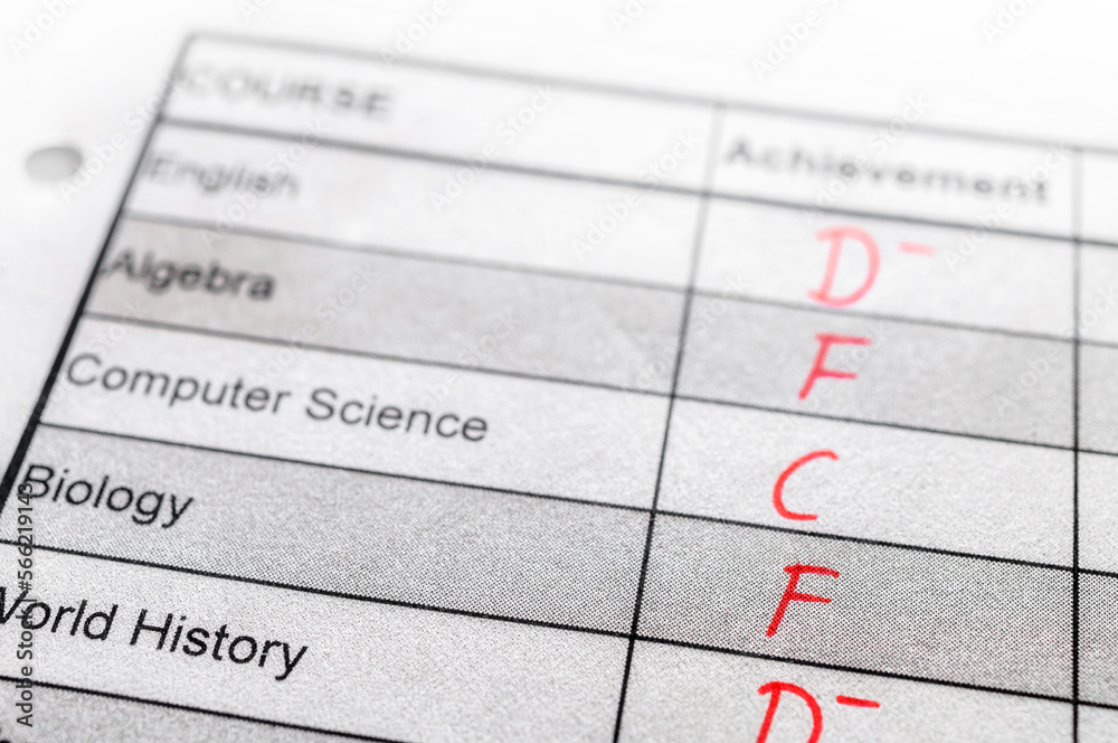 COURSE Achievement
English D-
Algebra F
Computer Science C
Biology F
World History D-
Adobe Stock | #566219143